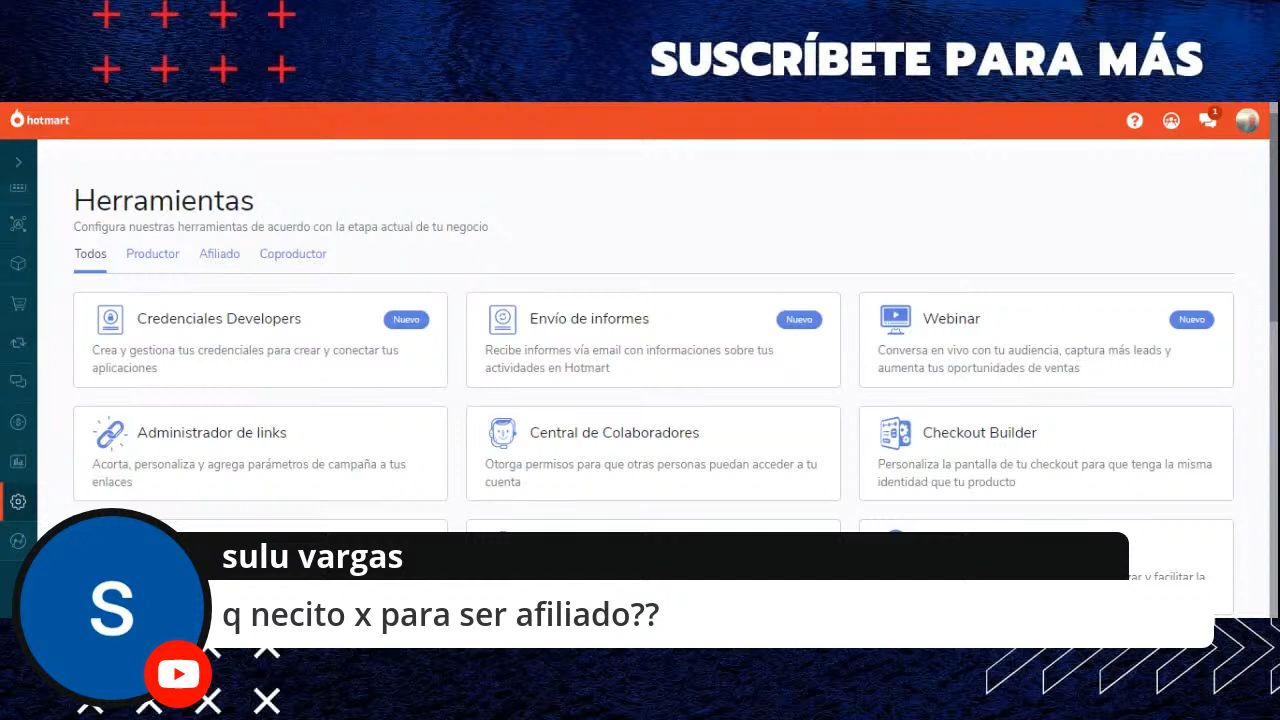 SUSCRÍBETE PARA MÁS
hotmart
1
Herramientas
Configura nuestras herramientas de acuerdo con la etapa actual de tu negocio
Todos Productor Afiliado Coproductor
Credenciales Developers Nuevo
Crea y gestiona tus credenciales para crear y conectar tus
aplicaciones
Envío de informes Nuevo
Recibe informes vía email con informaciones sobre tus
actividades en Hotmart
Webinar Nuevo
Conversa en vivo con tu audiencia, captura más leads y
aumenta tus oportunidades de ventas
Administrador de links
Acorta, personaliza y agrega parámetros de campaña a tus
enlaces
Central de Colaboradores
Otorga permisos para que otras personas puedan acceder a tu
cuenta
Checkout Builder
Personaliza la pantalla de tu checkout para que tenga la misma
identidad que tu producto
y facilitar la
S
sulu vargas
q necito x para ser afiliado??